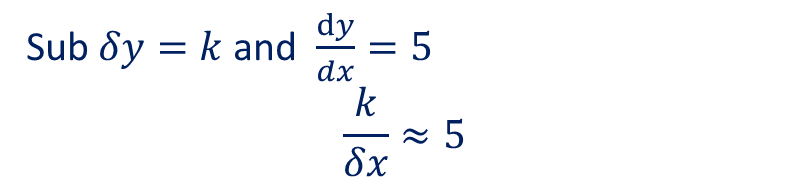 Sub 𝛿𝑦 = 𝑘 and dy/𝑑𝑥 = 5
𝑘/𝛿𝑥 ≈ 5